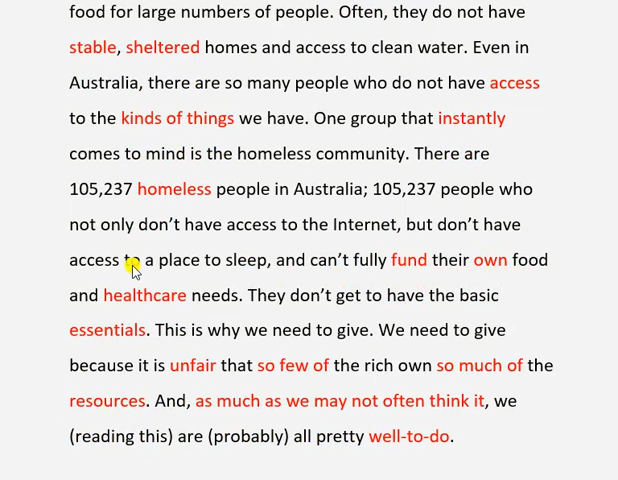 food for large numbers of people. Often, they do not have
stable, sheltered homes and access to clean water. Even in
Australia, there are so many people who do not have access
to the kinds of things we have. One group that instantly
comes to mind is the homeless community. There are
105,237 homeless people in Australia; 105,237 people who
not only don’t have access to the Internet, but don’t have
access to a place to sleep, and can’t fully fund their own food
and healthcare needs. They don’t get to have the basic
essentials. This is why we need to give. We need to give
because it is unfair that so few of the rich own so much of the
resources. And, as much as we may not often think it, we
(reading this) are (probably) all pretty well-to-do.